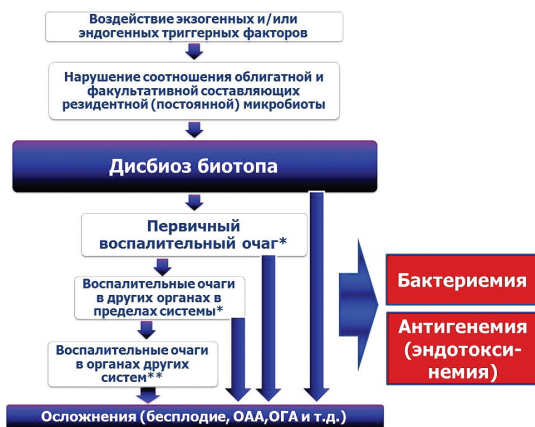 Воздействие экзогенных и/или
эндогенных триггерных факторов
Нарушение соотношения облигатной и
факультативной составляющих
резидентной (постоянной) микробиоты
Дисбиоз биотопа
Первичный
воспалительный очаг*
Воспалительные очаги
в других органах в
пределах системы*
Воспалительные очаги
в органах других
систем**
Осложнения (бесплодие, ОАА,ОГА и т.д.)
Бактериемия
Антигенемия
(эндотокси-
немия)